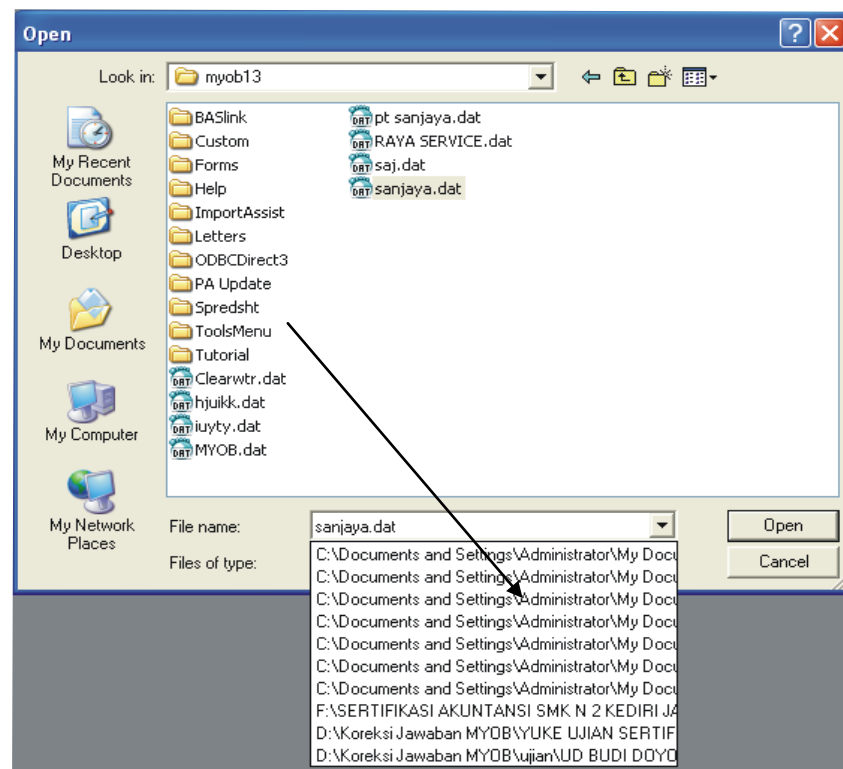 Open
Look in: myob13
My Recent
Documents
Desktop
My Documents
My Computer
My Network
Places
BASlink
Custom
Forms
Help
ImportAssist
Letters
ODBCDirect3
PA Update
Spredsht
ToolsMenu
Tutorial
Clearwtr.dat
hjuikk.dat
iuyty.dat
MYOB.dat
pt sanjaya.dat
RAYA SERVICE.dat
saj.dat
sanjaya.dat
File name: sanjaya.dat Open
Files of type: Cancel
C:\Documents and Settings\Administrator\My Docu
C:\Documents and Settings\Administrator\My Docu
C:\Documents and Settings\Administrator\My Docu
C:\Documents and Settings\Administrator\My Docu
C:\Documents and Settings\Administrator\My Docu
C:\Documents and Settings\Administrator\My Docu
C:\Documents and Settings\Administrator\My Docu
F:\SERTIFIKASI AKUNTANSI SMK N 2 KEDIRI JA
D:\Koreksi Jawaban MYOB\YUKE UJIAN SERTIF
D:\Koreksi Jawaban MYOB\ujian\UD BUDI DOYO